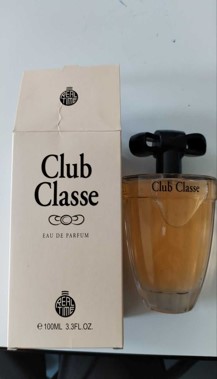 REAL
TIME
Club
Classe
EAU DE PARFUM
REAL
TIME
℮ 100ML 3.3FL.OZ.
Club Classe